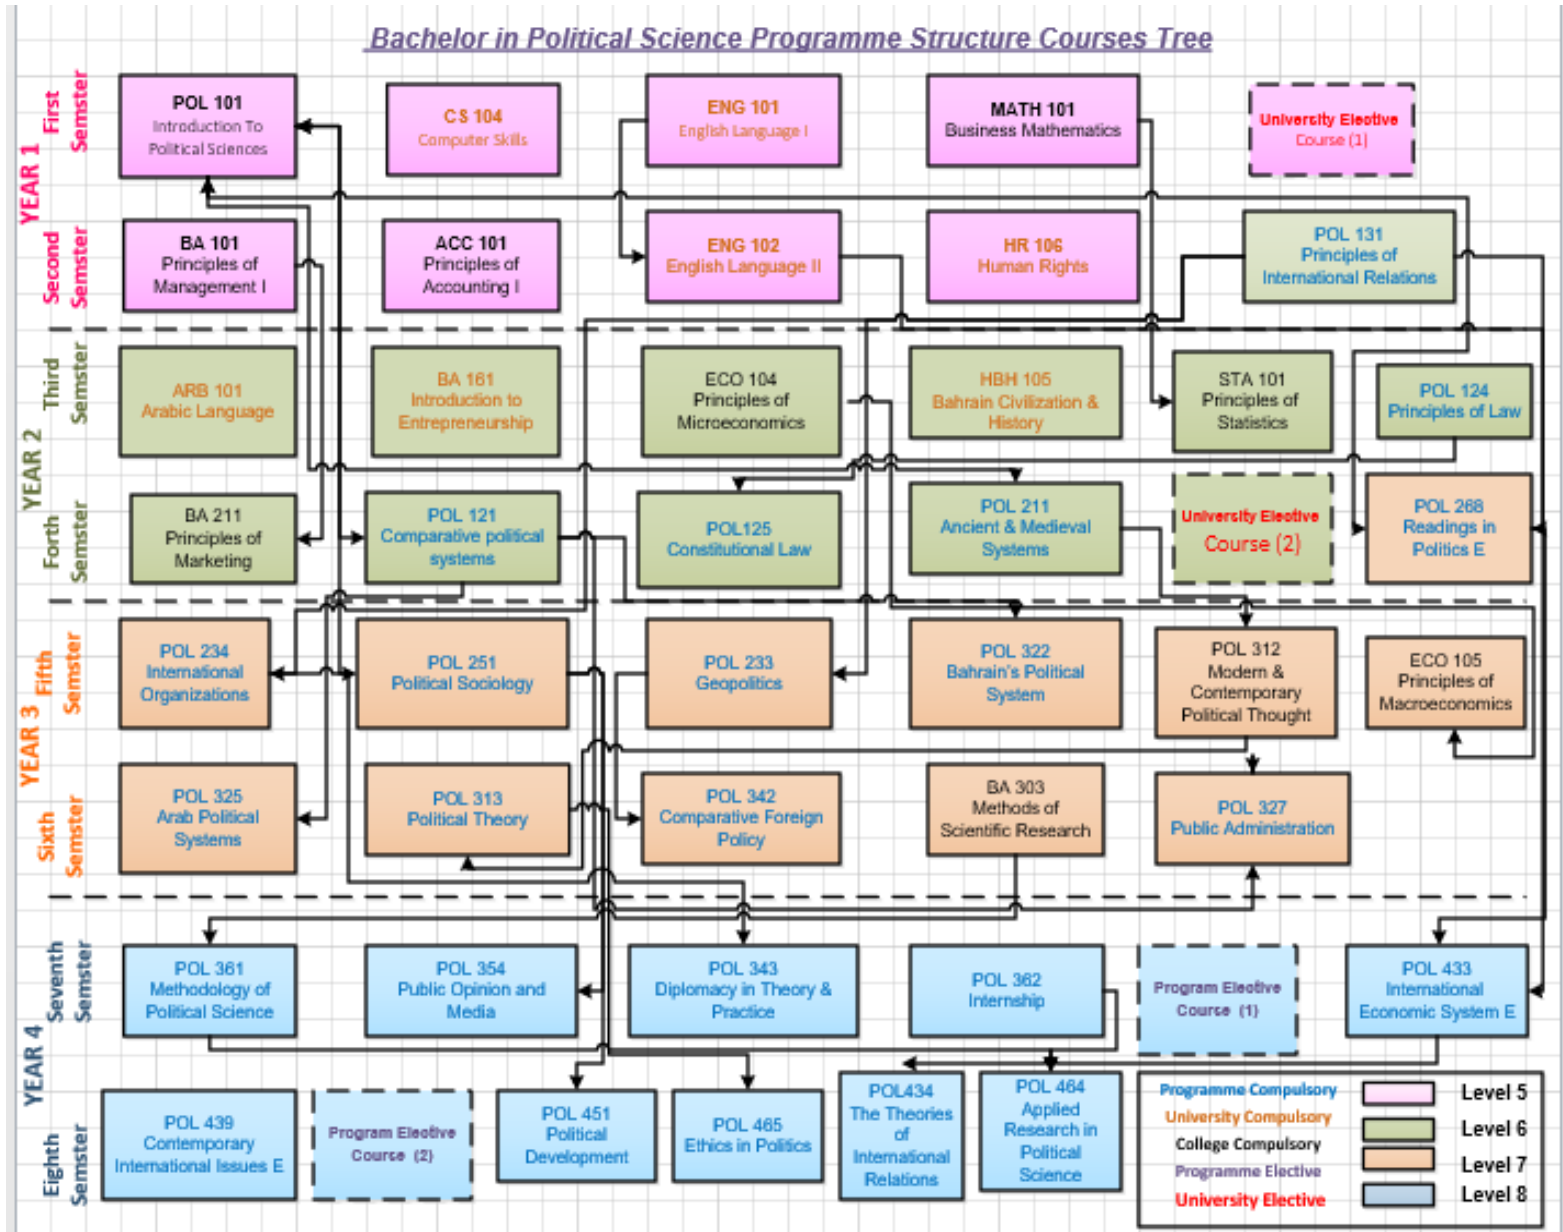 Bachelor in Political Science Programme Structure Courses Tree
YEAR 1
First
Semster
POL 101
Introduction To
Political Sciences
CS 104
Computer Skills
ENG 101
English Language I
MATH 101
Business Mathematics
University Elective
Course (1)
Second
Semster
BA 101
Principles of
Management I
ACC 101
Principles of
Accounting I
ENG 102
English Language II
HR 106
Human Rights
POL 131
Principles of
International Relations
YEAR 2
Third
Semster
ARB 101
Arabic Language
BA 161
Introduction to
Entrepreneurship
ECO 104
Principles of
Microeconomics
HBH 105
Bahrain Civilization &
History
STA 101
Principles of
Statistics
POL 124
Principles of Law
Forth
Semster
BA 211
Principles of
Marketing
POL 121
Comparative political
systems
POL125
Constitutional Law
POL 211
Ancient & Medieval
Systems
University Elective
Course (2)
POL 268
Readings in
Politics E
YEAR 3
Fifth
Semster
POL 234
International
Organizations
POL 251
Political Sociology
POL 233
Geopolitics
POL 322
Bahrain's Political
System
POL 312
Modern &
Contemporary
Political Thought
ECO 105
Principles of
Macroeconomics
Sixth
Semster
POL 325
Arab Political
Systems
POL 313
Political Theory
POL 342
Comparative Foreign
Policy
BA 303
Methods of
Scientific Research
POL 327
Public Administration
YEAR 4
Seventh
Semster
POL 361
Methodology of
Political Science
POL 354
Public Opinion and
Media
POL 343
Diplomacy in Theory &
Practice
POL 362
Internship
Program Elective
Course (1)
POL 433
International
Economic System E
Eighth
Semster
POL 439
Contemporary
International Issues E
Program Elective
Course (2)
POL 451
Political
Development
POL 465
Ethics in Politics
POL434
The Theories
of
International
Relations
POL 464
Applied
Research in
Political
Science
Programme Compulsory
University Compulsory
College Compulsory
Programme Elective
University Elective
Level 5
Level 6
Level 7
Level 8